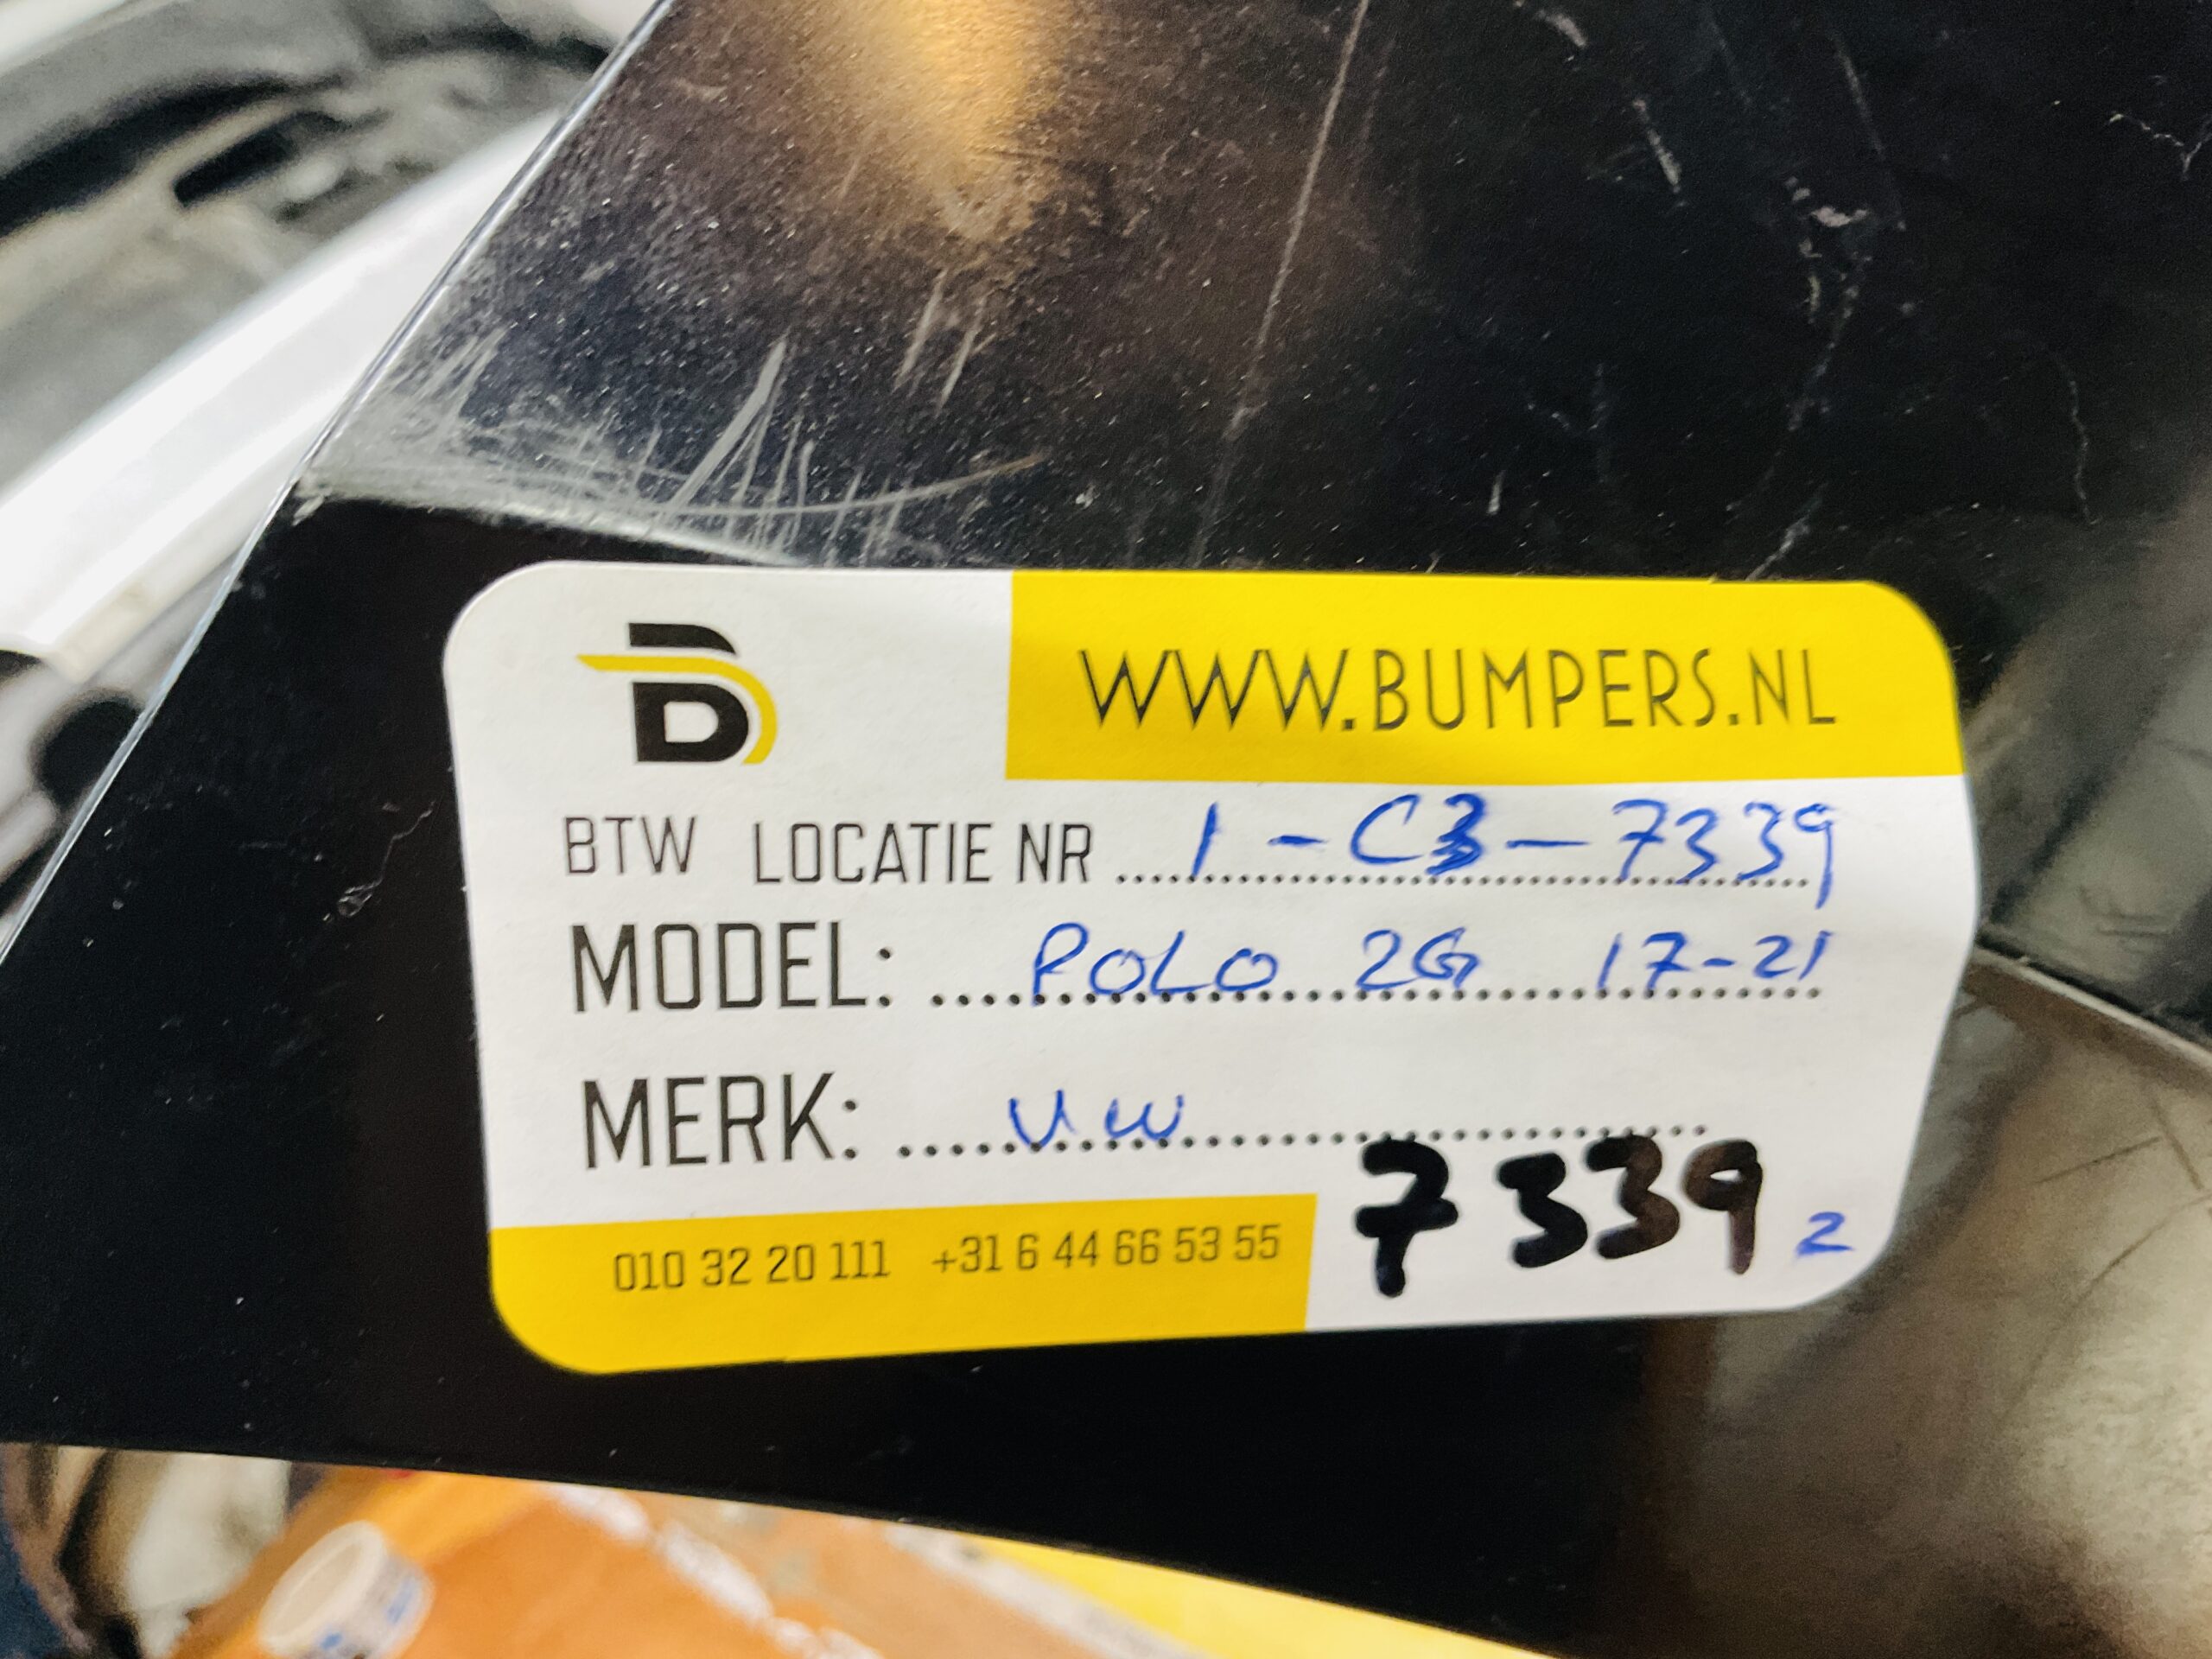 WWW.BUMPERS.NL
BTW LOCATIE NR 1-C3-7339
MODEL: POLO 2G 17-21
MERK: VW
7339 2
010 32 20 111 +31 6 44 66 53 55